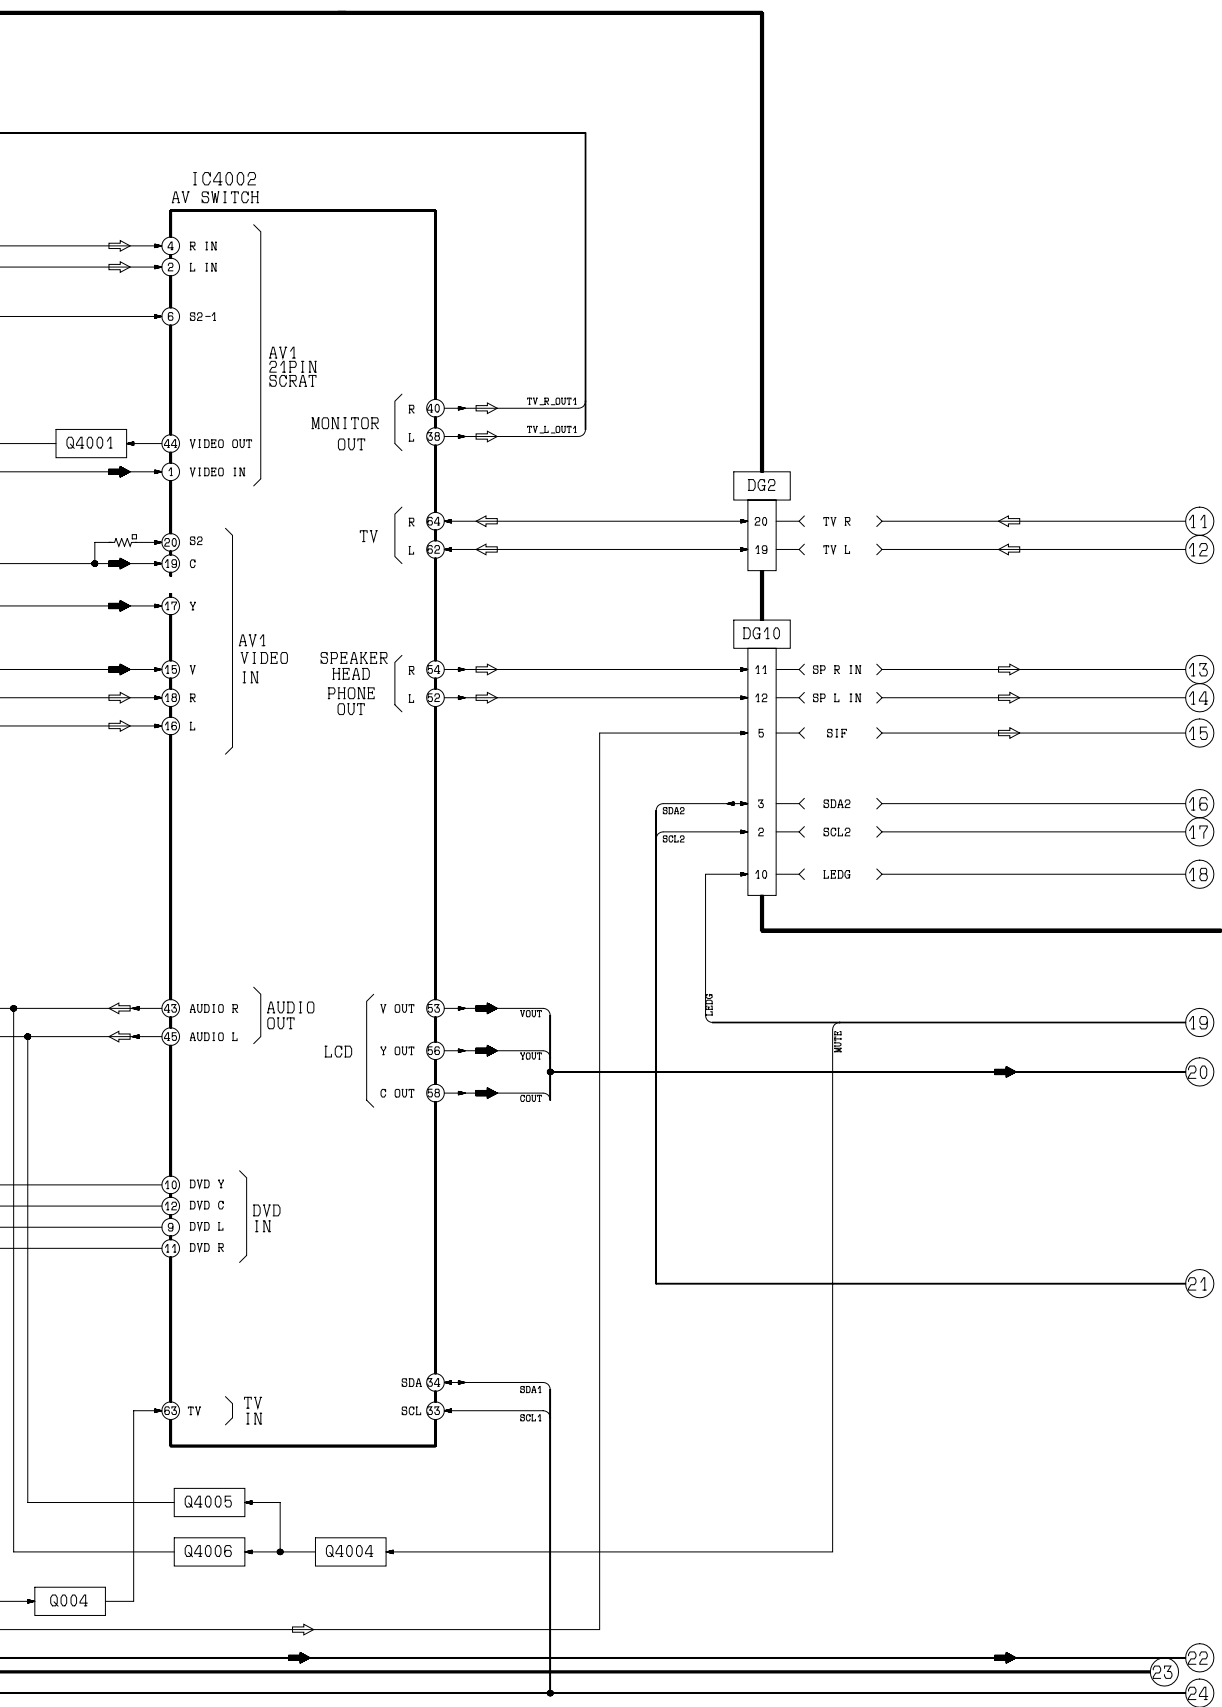 IC4002
AV SWITCH
4 R IN
2 L IN
6 S2-1
AV1
21PIN
SCRAT
Q4001
44 VIDEO OUT
1 VIDEO IN
MONITOR
OUT
R 40 TV_R_OUT1
L 38 TV_L_OUT1
DG2
TV
R 64
L 62
20 TV R 11
19 TV L 12
20 S2
19 C
17 Y
15 V
18 R
16 L
AV1
VIDEO
IN
DG10
SPEAKER
HEAD
PHONE
OUT
R 54
L 52
11 SP R IN 13
12 SP L IN 14
5 SIF 15
SDA2 3 SDA2 16
SCL2 2 SCL2 17
10 LEDG 18
43 AUDIO R
45 AUDIO L
AUDIO
OUT
LCD
V OUT 53 VOUT
Y OUT 56 YOUT
C OUT 58 COUT
LEDG
MUTE
19
20
10 DVD Y
12 DVD C
9 DVD L
11 DVD R
DVD
IN
21
SDA 34 SDA1
SCL 33 SCL1
63 TV
TV
IN
Q4005
Q4006
Q4004
Q004
22
23
24